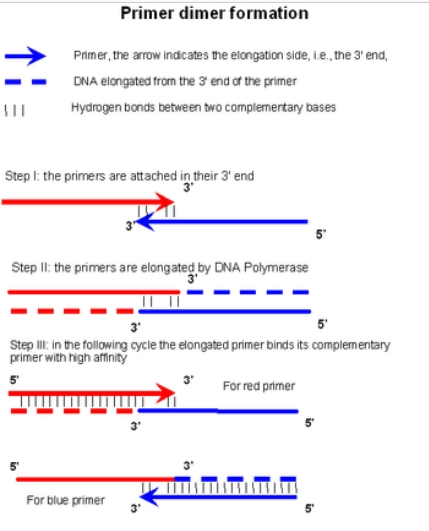 Primer dimer formation
Primer, the arrow indicates the elongation side, i.e., the 3' end,
DNA elongated from the 3' end of the primer
Hydrogen bonds between two complementary bases
Step I: the primers are attached in their 3' end
3'
3'
5'
Step II: the primers are elongated by DNA Polymerase
3'
3'
5'
Step III: in the following cycle the elongated primer binds its complementary
primer with high affinity
5'
3'
For red primer
3'
5'
5'
3'
For blue primer
3'
5'